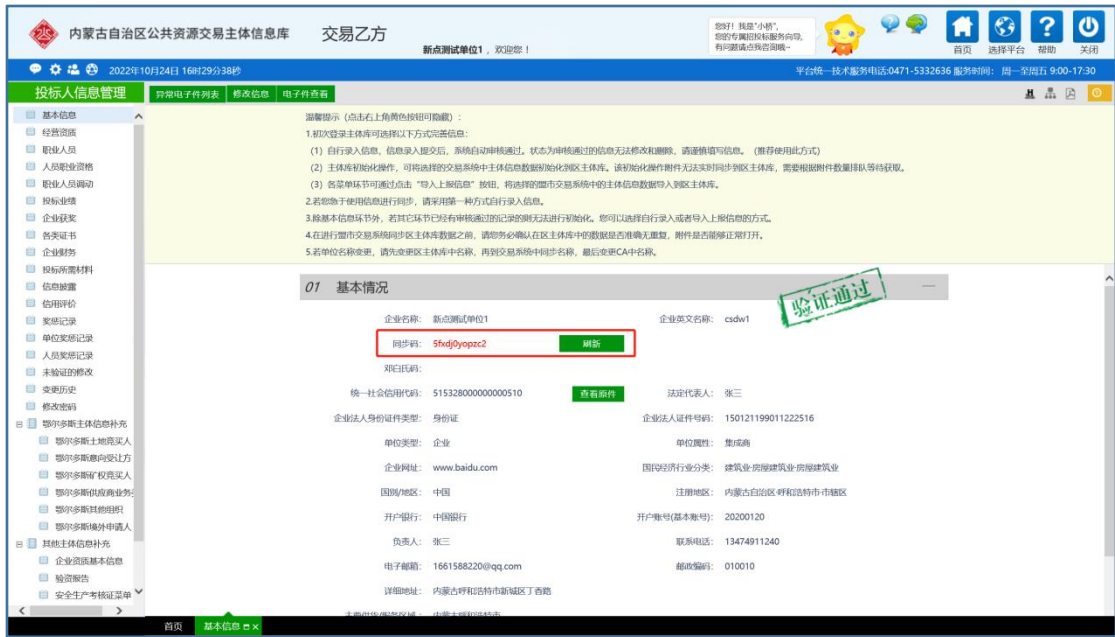 内蒙古自治区公共资源交易主体信息库
交易乙方
新点测试单位1，欢迎您！
您好！我是“小桥”，
您的专属招投标服务向导，
有问题请点我咨询哦~
首页 选择平台 帮助 关闭
2022年10月24日 16时29分38秒
平台统一技术服务电话:0471-5332636 服务时间： 周一至周五 9:00-17:30
投标人信息管理
异常电子件列表 修改信息 电子件查看
基本信息
经营资质
职业人员
人员职业资格
职业人员调动
投标业绩
企业获奖
各类证书
企业财务
投标所需材料
信息披露
信用评价
奖惩记录
单位奖惩记录
人员奖惩记录
未验证的修改
变更历史
修改密码
鄂尔多斯主体信息补充
鄂尔多斯土地竞买人
鄂尔多斯意向受让方
鄂尔多斯矿权竞买人
鄂尔多斯供应商业务
鄂尔多斯其他组织
鄂尔多斯境外申请人
其他主体信息补充
企业资质基本信息
验资报告
安全生产考核证菜单
温馨提示（点击右上角黄色按钮可隐藏）：
1.初次登录主体库可选择以下方式完善信息：
（1）自行录入信息，信息录入提交后，系统自动审核通过。状态为审核通过的信息无法修改和删除，请谨慎填写信息。（推荐使用此方式）
（2）主体库初始化操作，可将选择的交易系统中主体信息数据初始化到区主体库。该初始化操作附件无法实时同步到区主体库，需要根据附件数量排队等待获取。
（3）各菜单环节可通过点击“导入上报信息”按钮，将选择的盟市交易系统中的主体信息数据导入到区主体库。
2.若您急于使用信息进行同步，请采用第一种方式自行录入信息。
3.除基本信息环节外，若其它环节已经有审核通过的记录的则无法进行初始化。您可以选择自行录入或者导入上报信息的方式。
4.在进行盟市交易系统同步区主体库数据之前，请您务必确认在区主体库中的数据是否准确无重复，附件是否能够正常打开。
5.若单位名称变更，请先变更区主体库中名称，再到交易系统中同步名称，最后变更CA中名称。
01 基本情况
验证通过
企业名称: 新点测试单位1 企业英文名称: csdw1
同步码: 5fxdj0yopzc2 刷新
邓白氏码:
统一社会信用代码: 515328000000000510 查看原件 法定代表人: 张三
企业法人身份证件类型: 身份证 企业法人证件号码: 150121199011222516
单位类型: 企业 单位属性: 集成商
企业网址: www.baidu.com 国民经济行业分类: 建筑业·房屋建筑业·房屋建筑业
国别/地区: 中国 注册地区: 内蒙古自治区·呼和浩特市·市辖区
开户银行: 中国银行 开户账号(基本账号): 20200120
负责人: 张三 联系电话: 13474911240
电子邮箱: 1661588220@qq.com 邮政编码: 010010
详细地址: 内蒙古呼和浩特市新城区丁香路
主要供货/服务区域: 内蒙古呼和浩特市
首页 基本信息